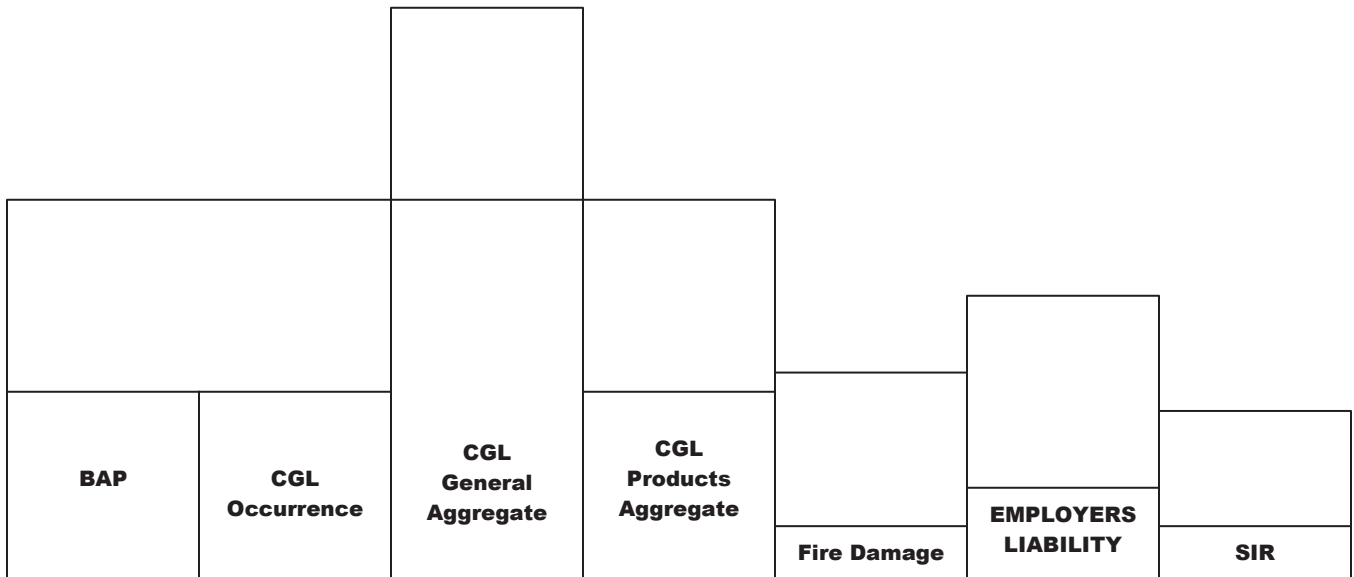 BAP
CGL
Occurrence
CGL
General
Aggregate
CGL
Products
Aggregate
Fire Damage
EMPLOYERS
LIABILITY
SIR